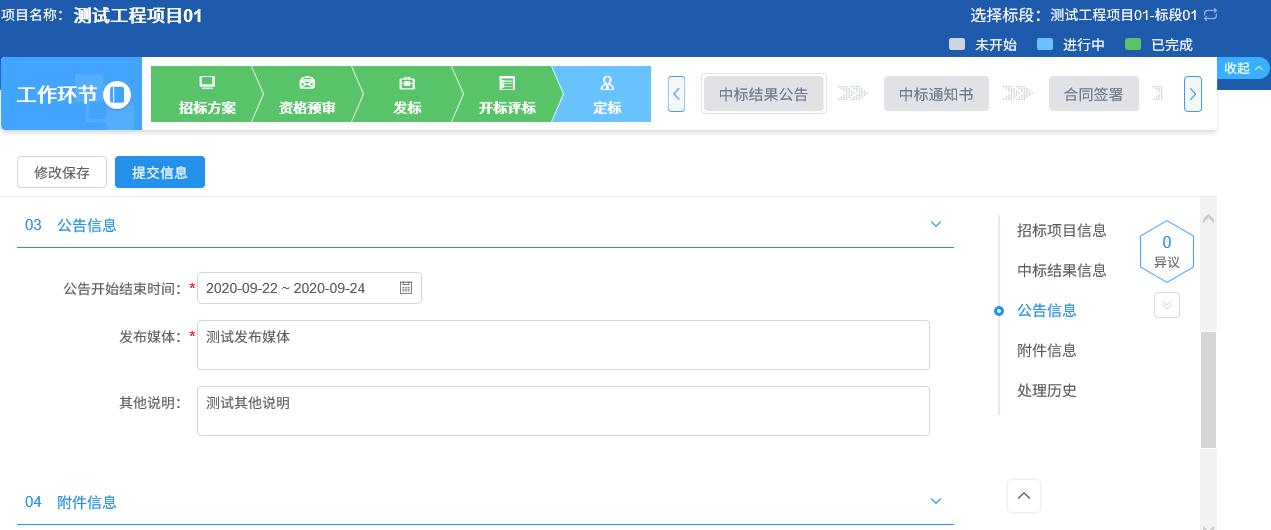 项目名称： 测试工程项目01
选择标段： 测试工程项目01-标段01
未开始 进行中 已完成
收起
工作环节
招标方案 资格预审 发标 开标评标 定标
中标结果公告 中标通知书 合同签署
修改保存 提交信息
03 公告信息
公告开始结束时间： * 2020-09-22 ~ 2020-09-24
发布媒体： * 测试发布媒体
其他说明： 测试其他说明
04 附件信息
招标项目信息
中标结果信息
公告信息
附件信息
处理历史
0
异议